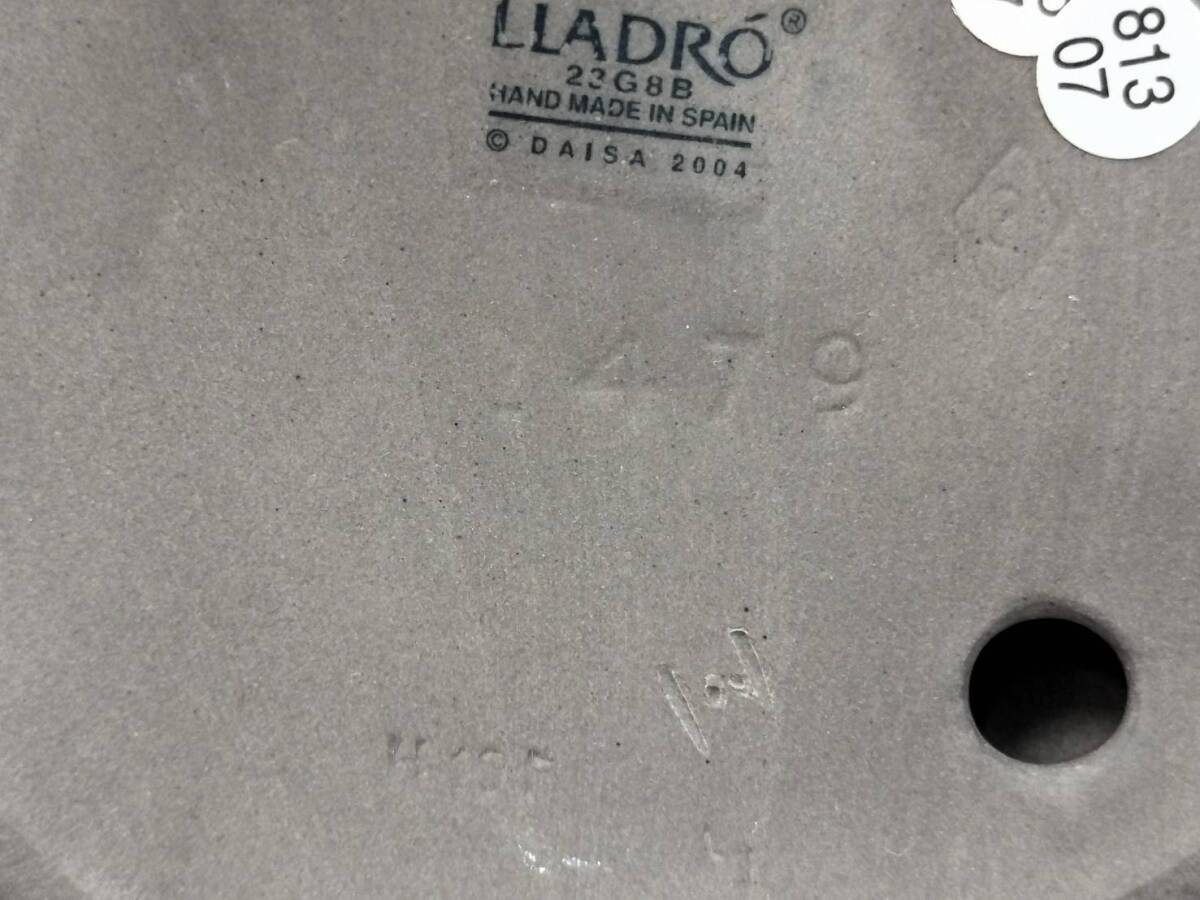 LLADRÓ®
23G8B
HAND MADE IN SPAIN
© DAISA 2004
813
07
479